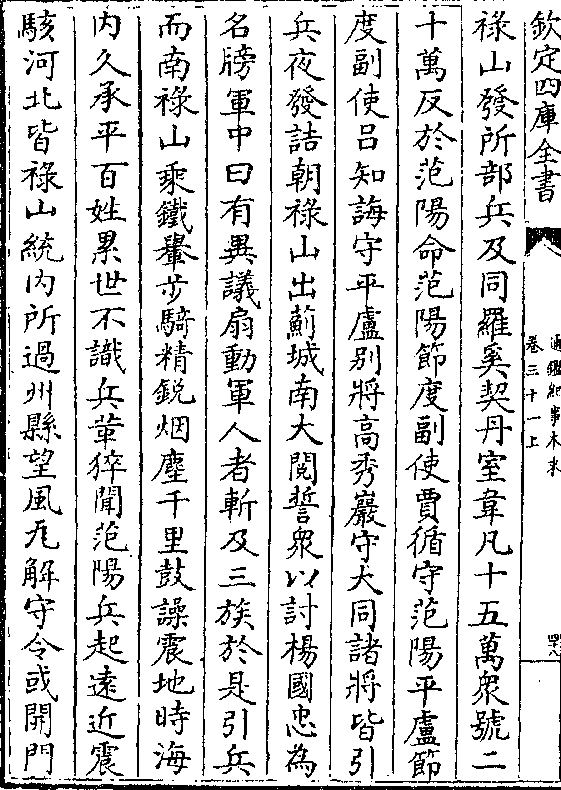 欽定四庫全書
通鑑紀事本末
卷三十一上
四八
祿山發所部兵及同羅奚契丹室韋凡十五萬衆號二
十萬反於范陽命范陽節度副使賈循守范陽平盧節
度副使吕知誨守平盧别將髙秀巖守大同諸將皆引
兵夜發詰朝祿山出薊城南大閱誓衆以討楊國忠為
名牓軍中曰有異議扇動軍人者斬及三族於是引兵
而南祿山乘鐵轝步騎精鋭烟塵千里鼓譟震地時海
内久承平百姓累世不識兵革猝聞范陽兵起逺近震
駭河北皆祿山統内所過州縣望風瓦解守令或開門